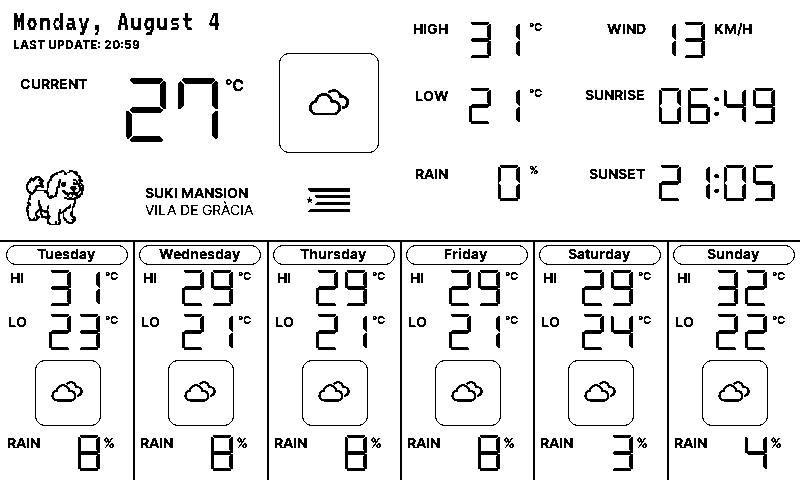 Monday, August 4
LAST UPDATE: 20:59
CURRENT 27 °C
HIGH 31 °C
LOW 21 °C
RAIN 0 %
WIND 13 KM/H
SUNRISE 06:49
SUNSET 21:05
SUKI MANSION
VILA DE GRÀCIA
Tuesday
HI 31 °C
LO 23 °C
RAIN 8 %
Wednesday
HI 29 °C
LO 21 °C
RAIN 8 %
Thursday
HI 29 °C
LO 21 °C
RAIN 8 %
Friday
HI 29 °C
LO 21 °C
RAIN 8 %
Saturday
HI 29 °C
LO 24 °C
RAIN 3 %
Sunday
HI 32 °C
LO 22 °C
RAIN 4 %